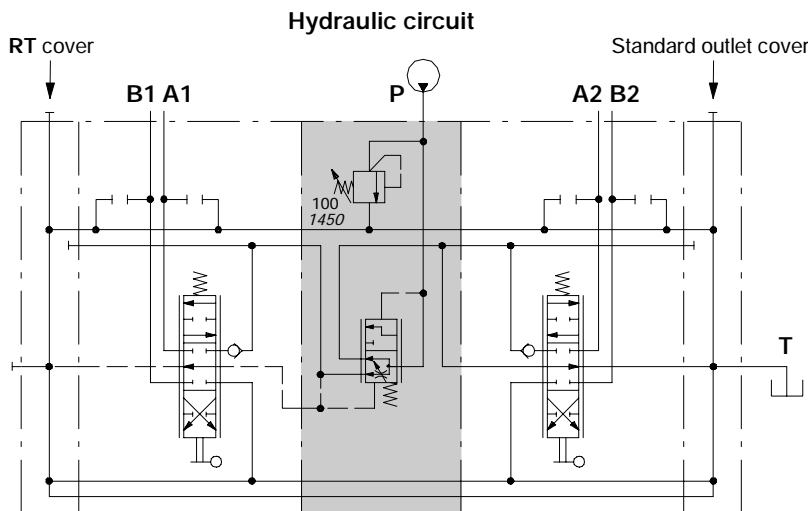 Hydraulic circuit
RT cover
Standard outlet cover
B1 A1
P
A2 B2
100
1450
T